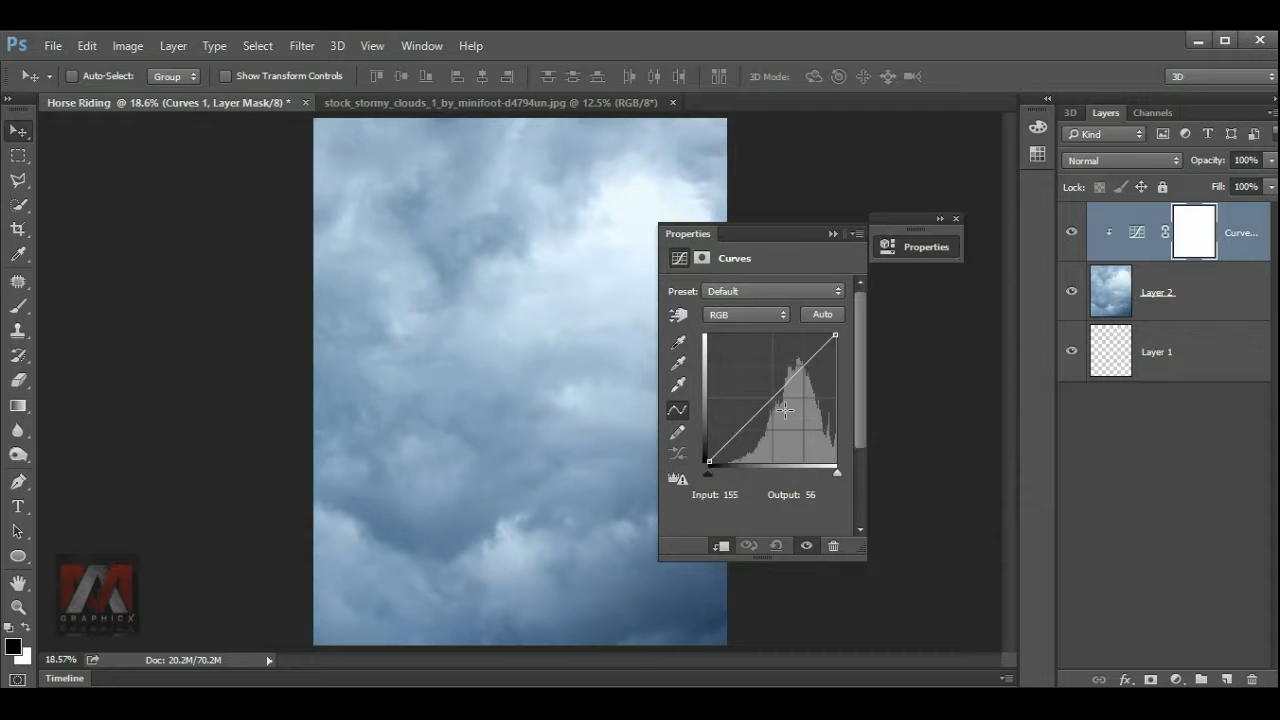 Ps File Edit Image Layer Type Select Filter 3D View Window Help
Auto-Select: Group Show Transform Controls 3D Mode: 3D
Horse Riding @ 18.6% (Curves 1, Layer Mask/8) * × stock_stormy_clouds_1_by_minifoot-d4794un.jpg @ 12.5% (RGB/8*) ×
3D Layers Channels
Kind
Normal Opacity: 100%
Lock: Fill: 100%
Curve...
Layer 2
Layer 1
Properties
Properties
Curves
Preset: Default
RGB Auto
Input: 155 Output: 56
GRAPHICX
18.57% Doc: 20.2M/70.2M
Timeline